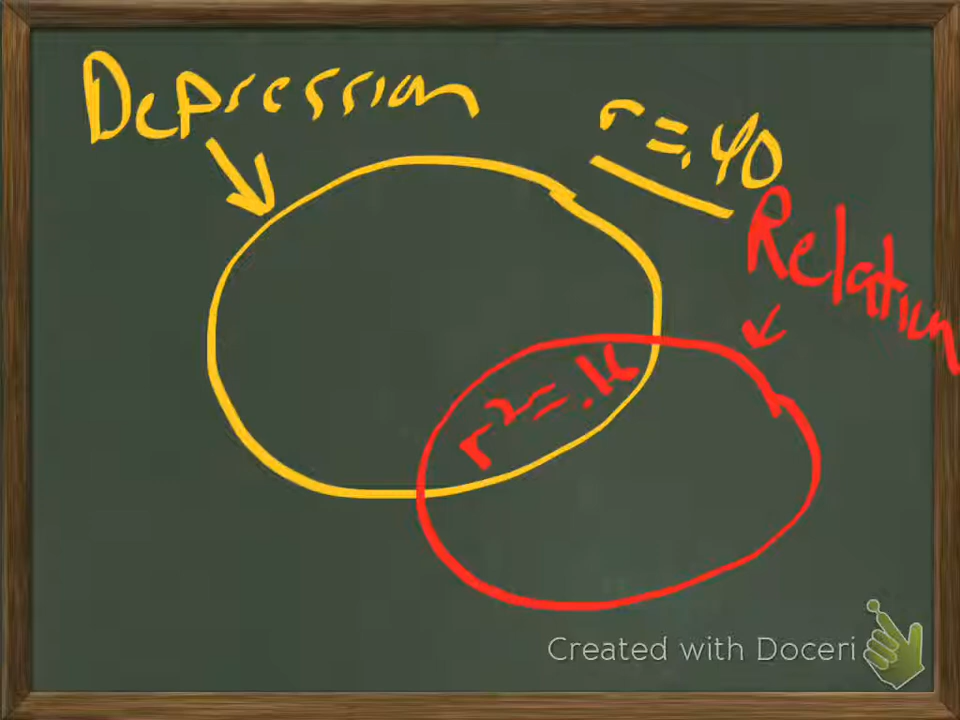 Depression
r=.40
Relation
r²=.16
Created with Doceri